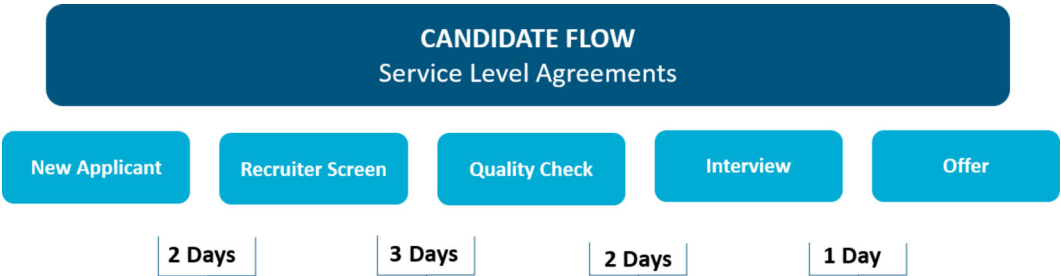 CANDIDATE FLOW
Service Level Agreements
New Applicant
Recruiter Screen
Quality Check
Interview
Offer
2 Days
3 Days
2 Days
1 Day